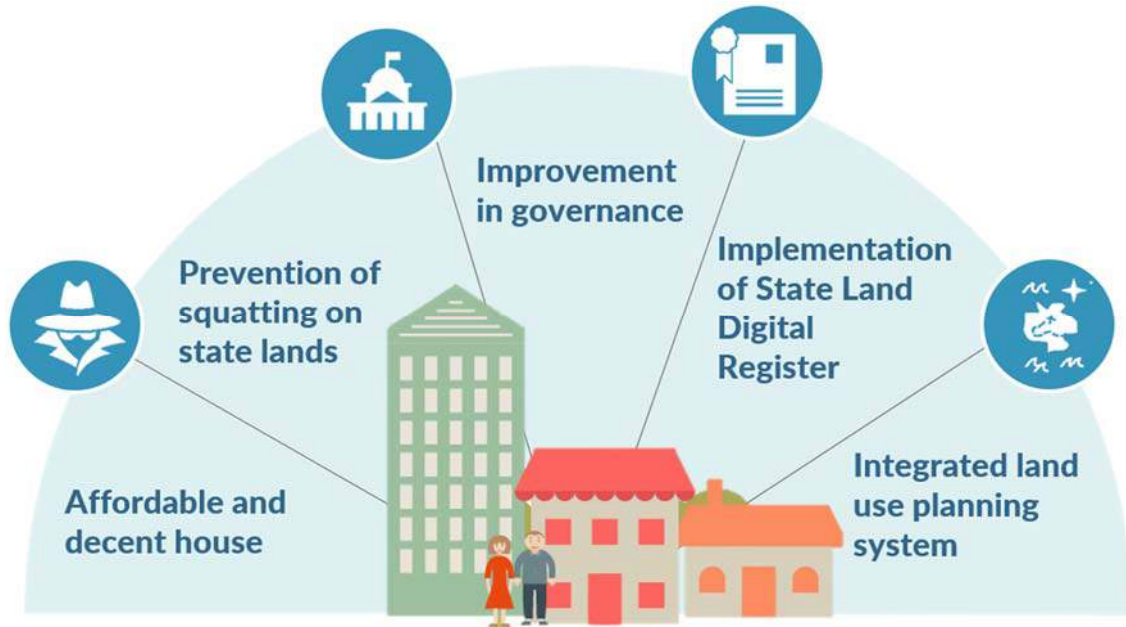 Improvement
in governance
Prevention of
squatting on
state lands
Implementation
of State Land
Digital
Register
Affordable and
decent house
Integrated land
use planning
system